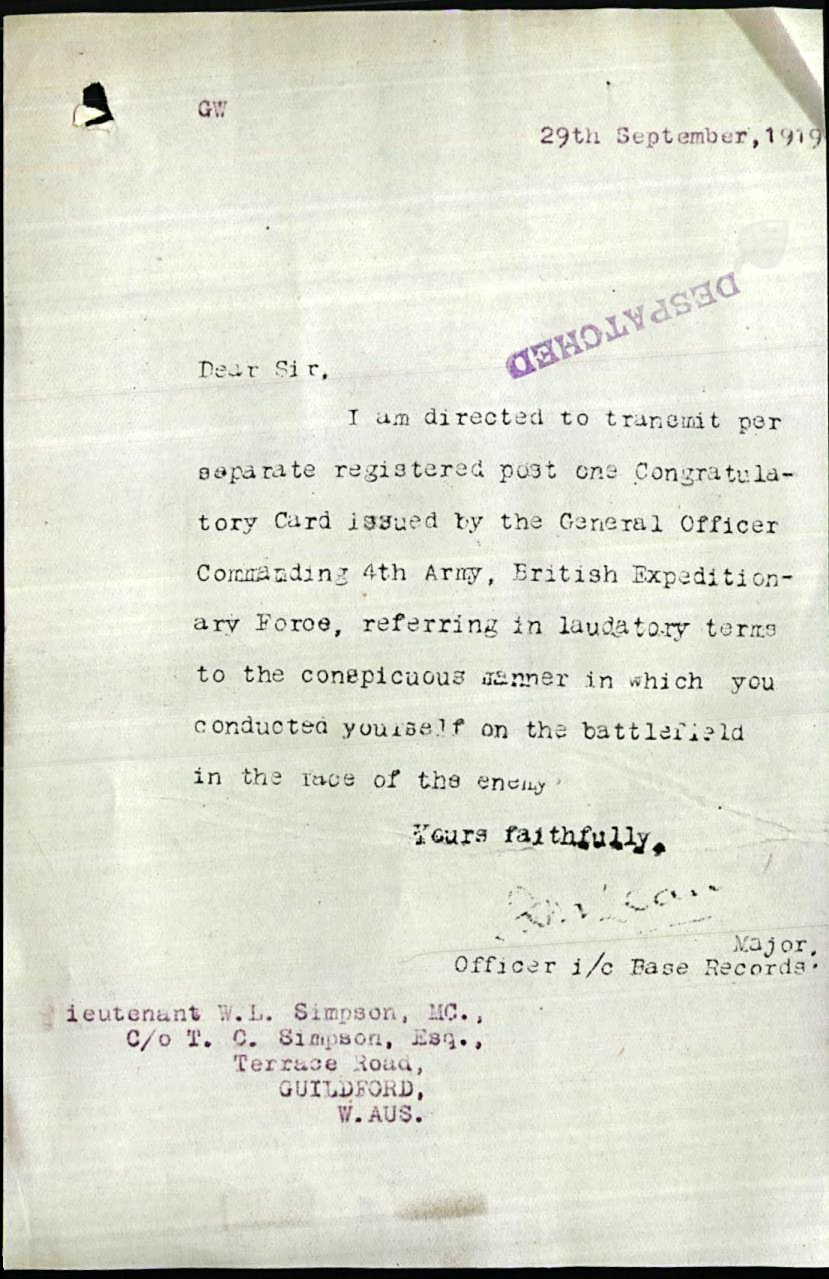 GW
29th September,1919
DESPATCHED
Dear Sir,
I am directed to transmit per
separate registered post one Congratula-
tory Card issued by the General Officer
Commanding 4th Army, British Expedition-
ary Force, referring in laudatory terms
to the conspicuous manner in which you
conducted yourself on the battlefield
in the face of the enemy
Yours faithfully,
Major,
Officer i/c Base Records.
ieutenant W.L. Simpson, MC.,
C/o T. C. Simpson, Esq.,
Terrace Road,
GUILDFORD,
W.AUS.